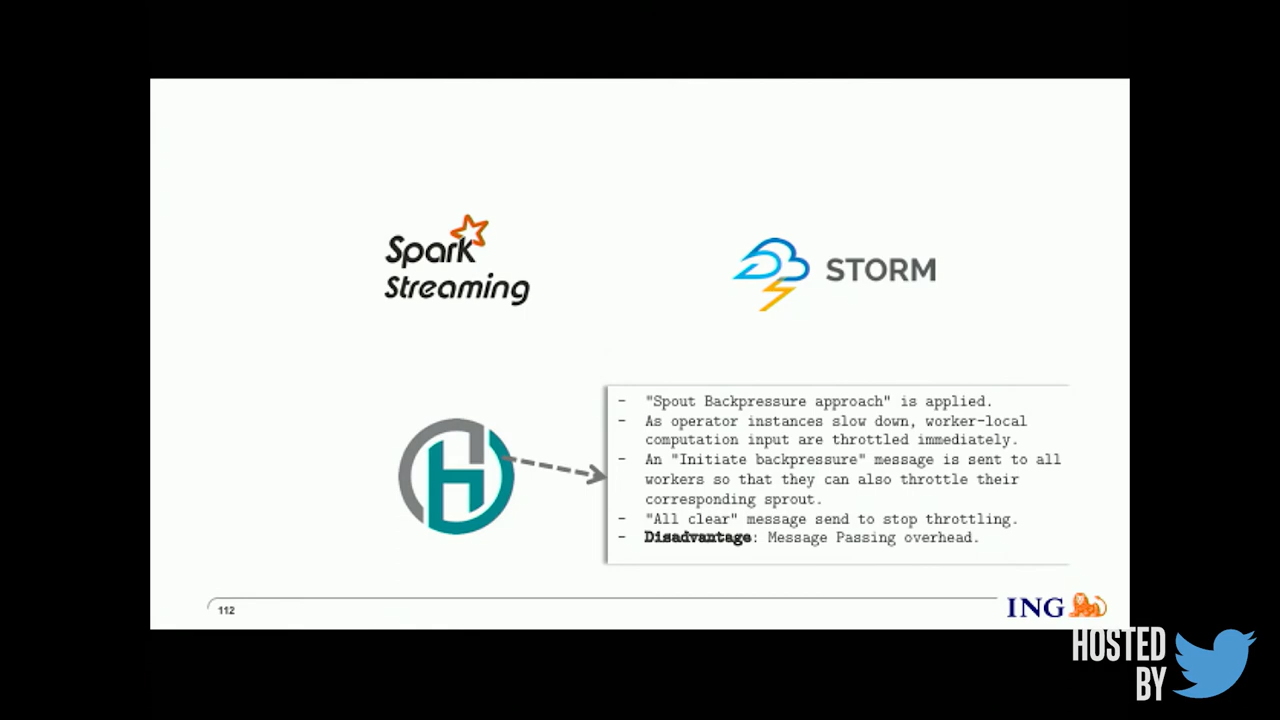 Spark
Streaming
STORM
- "Spout Backpressure approach" is applied.
- As operator instances slow down, worker-local
computation input are throttled immediately.
- An "Initiate backpressure" message is sent to all
workers so that they can also throttle their
corresponding sprout.
- "All clear" message send to stop throttling.
- Disadvantage: Message Passing overhead.
112
ING
HOSTED
BY